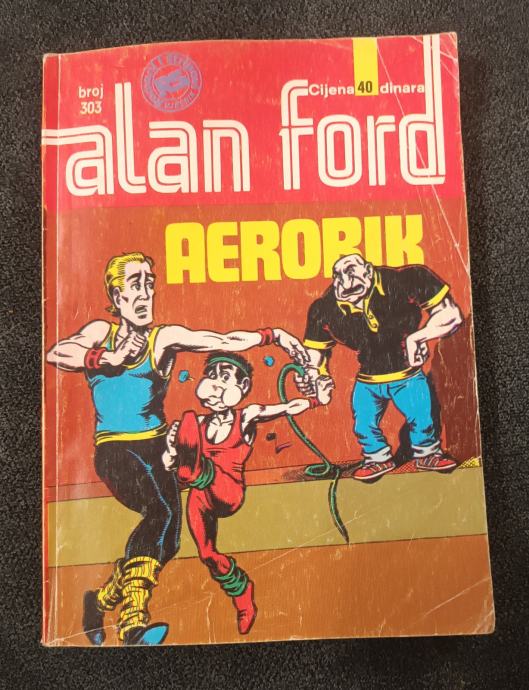 broj
303
Cijena 40 dinara
alan ford
AEROBIK